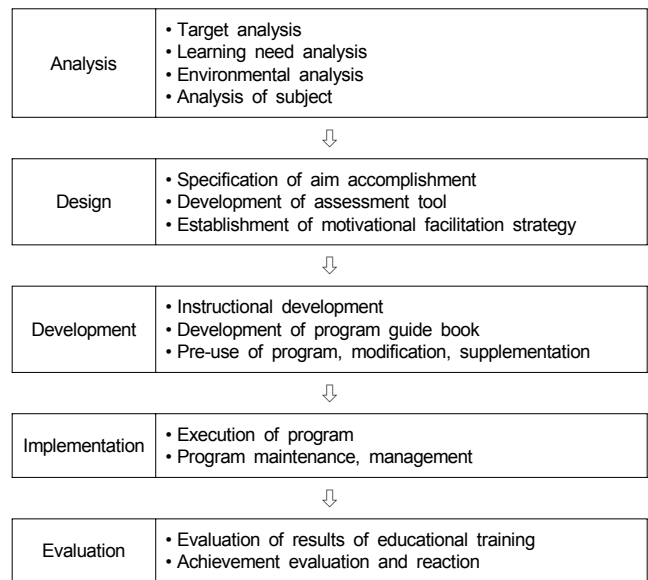 Analysis
• Target analysis
• Learning need analysis
• Environmental analysis
• Analysis of subject
⇩
Design
• Specification of aim accomplishment
• Development of assessment tool
• Establishment of motivational facilitation strategy
⇩
Development
• Instructional development
• Development of program guide book
• Pre-use of program, modification, supplementation
⇩
Implementation
• Execution of program
• Program maintenance, management
⇩
Evaluation
• Evaluation of results of educational training
• Achievement evaluation and reaction